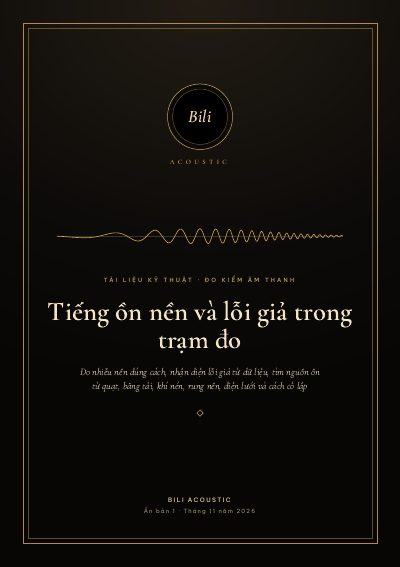 Bili
ACOUSTIC
TÀI LIỆU KỸ THUẬT · ĐO KIỂM ÂM THANH
Tiếng ồn nền và lỗi giả trong
trạm đo
Đo nhiễu nền đúng cách, nhận diện lỗi giả từ dữ liệu, tìm nguồn ồn
từ quạt, băng tải, khí nén, rung nền, điện lưới và cách cô lập
BILI ACOUSTIC
Ấn bản 1 · Tháng 11 năm 2026